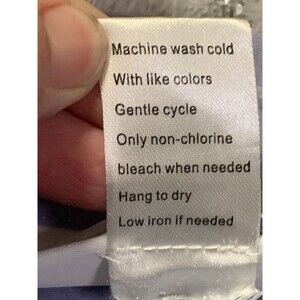 Machine wash cold
With like colors
Gentle cycle
Only non-chlorine
bleach when needed
Hang to dry
Low iron if needed